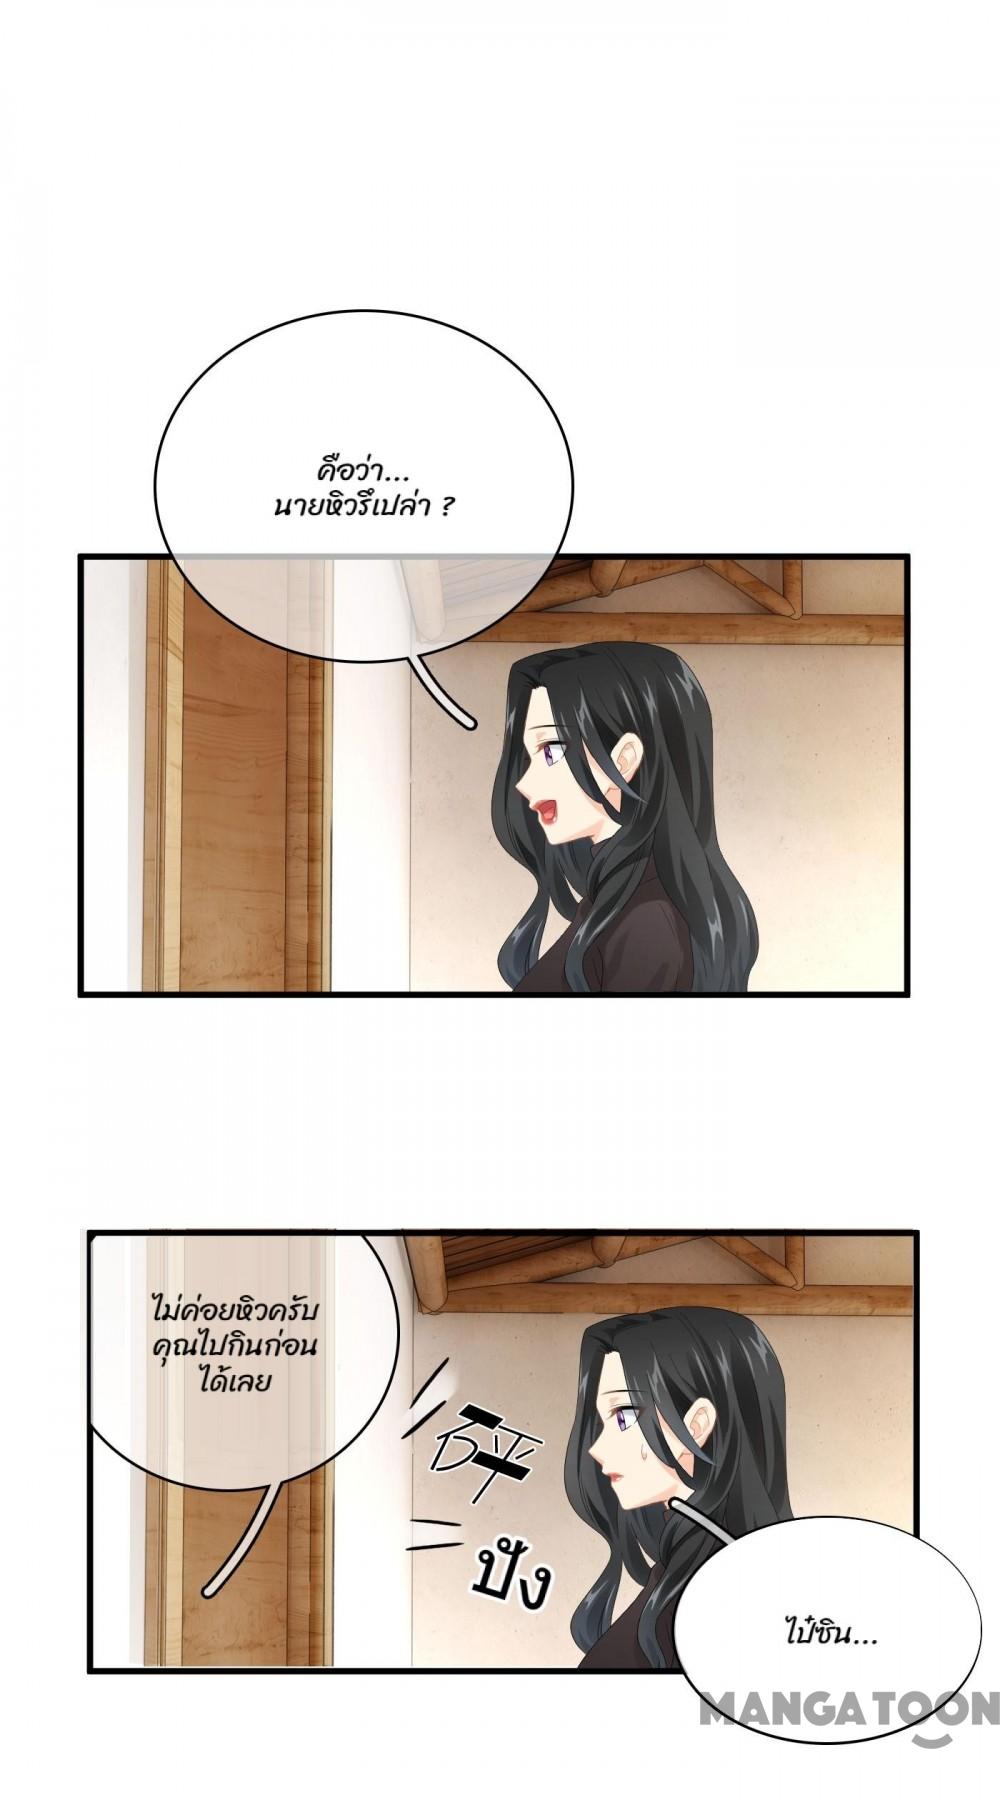 คือว่า...
นายหิวรึเปล่า ?
ไม่ค่อยหิวครับ
คุณไปกินก่อน
ได้เลย
砰
ปัง
ไป๋ซิน...
MANGATOON